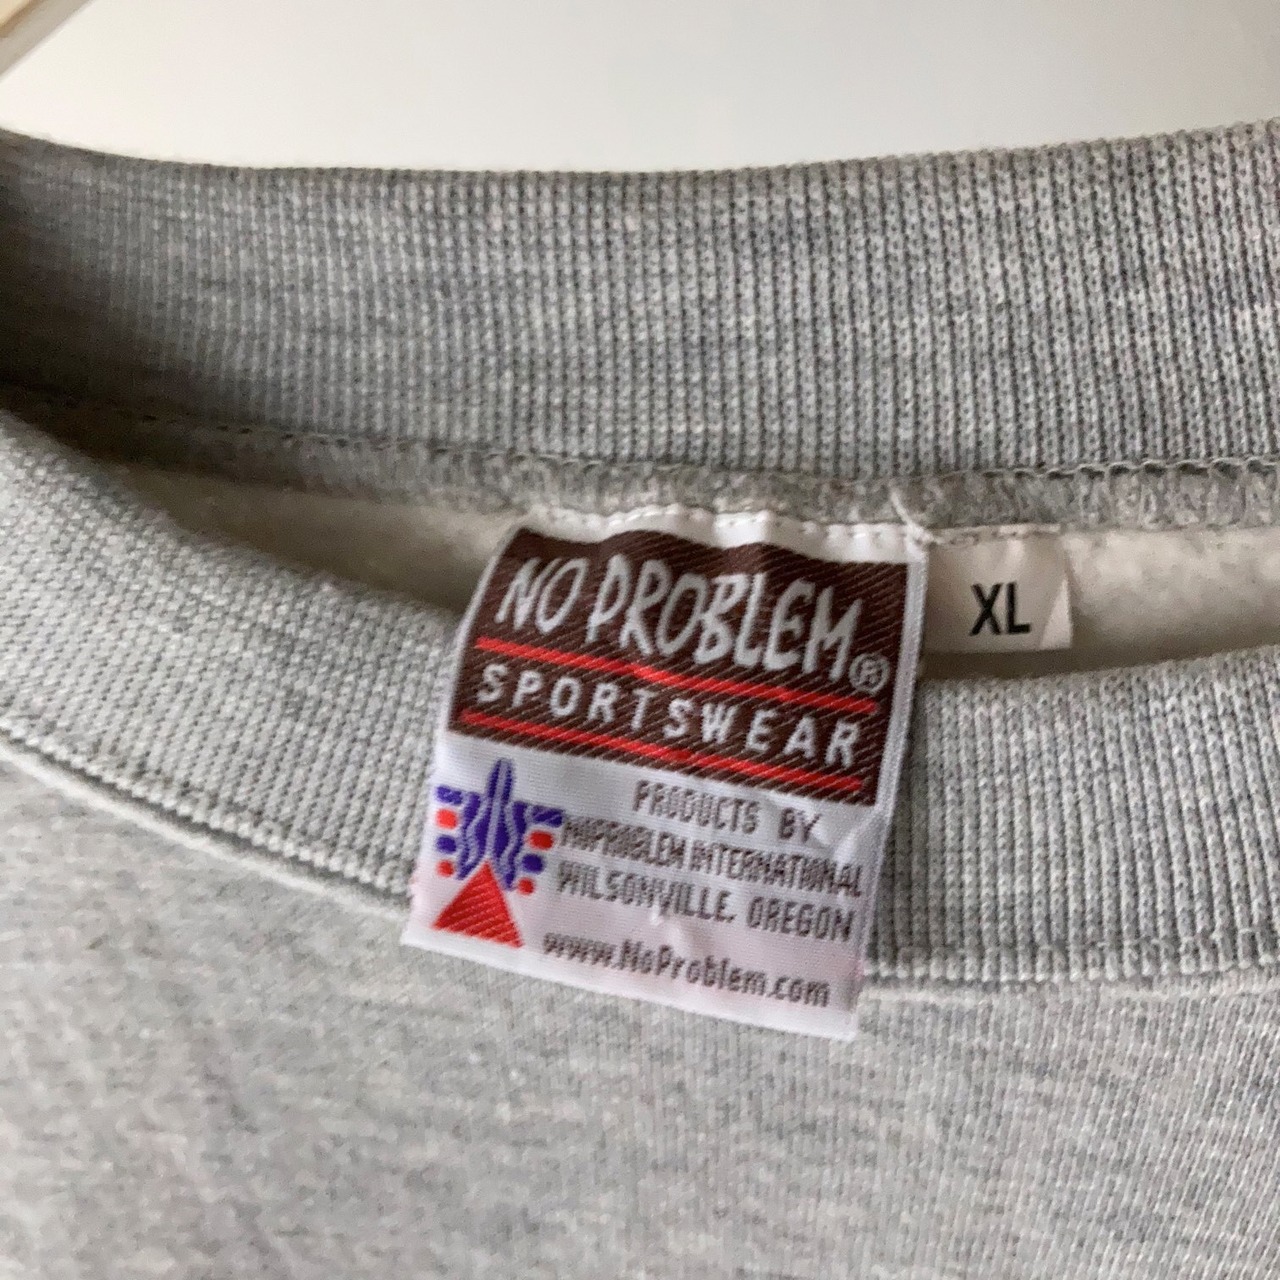 NO PROBLEM®
SPORTSWEAR
XL
PRODUCTS BY
NOPROBLEM INTERNATIONAL
WILSONVILLE, OREGON
www.NoProblem.com